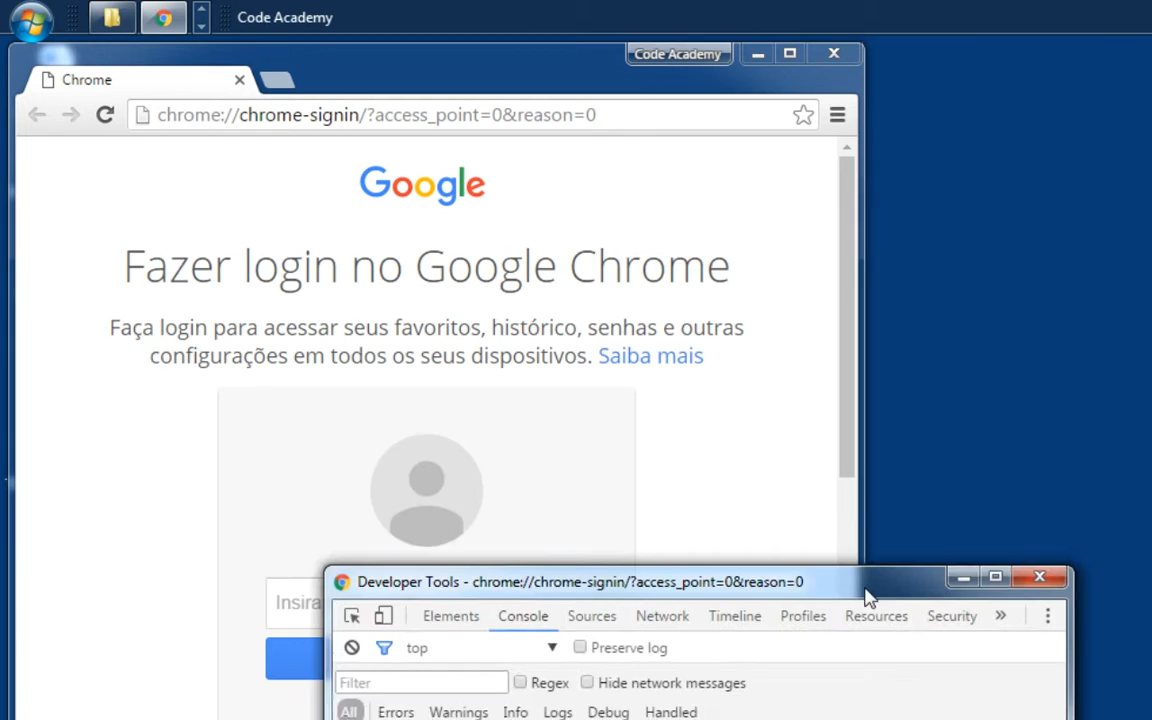 Code Academy
Code Academy
Chrome
chrome://chrome-signin/?access_point=0&reason=0
Google
Fazer login no Google Chrome
Faça login para acessar seus favoritos, histórico, senhas e outras
configurações em todos os seus dispositivos. Saiba mais
Insira
Developer Tools - chrome://chrome-signin/?access_point=0&reason=0
Elements Console Sources Network Timeline Profiles Resources Security »
top Preserve log
Filter Regex Hide network messages
All Errors Warnings Info Logs Debug Handled